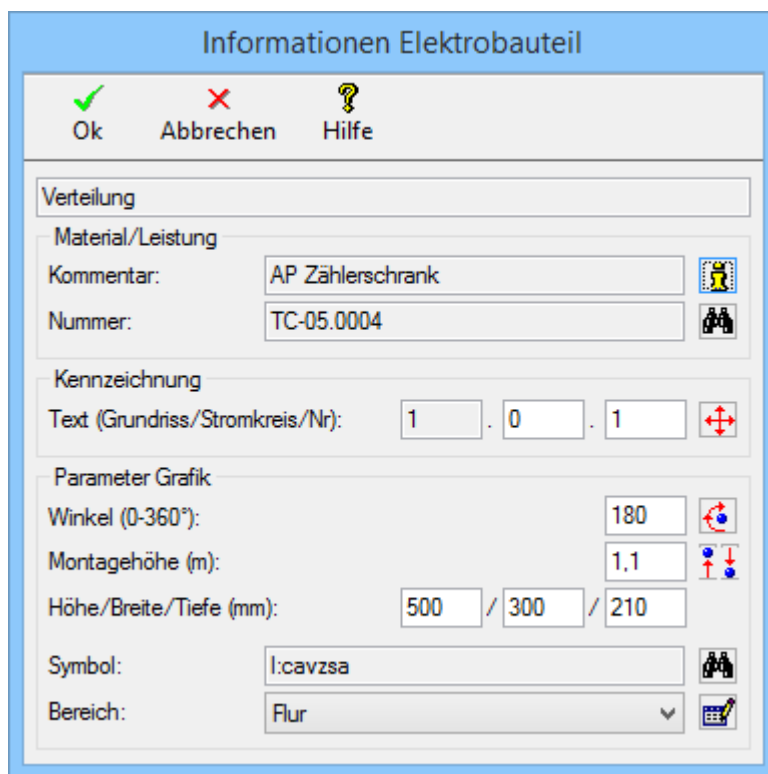 Informationen Elektrobauteil
Ok Abbrechen Hilfe
Verteilung
Material/Leistung
Kommentar: AP Zählerschrank
Nummer: TC-05.0004
Kennzeichnung
Text (Grundriss/Stromkreis/Nr): 1 . 0 . 1
Parameter Grafik
Winkel (0-360°): 180
Montagehöhe (m): 1,1
Höhe/Breite/Tiefe (mm): 500 / 300 / 210
Symbol: I:cavzsa
Bereich: Flur